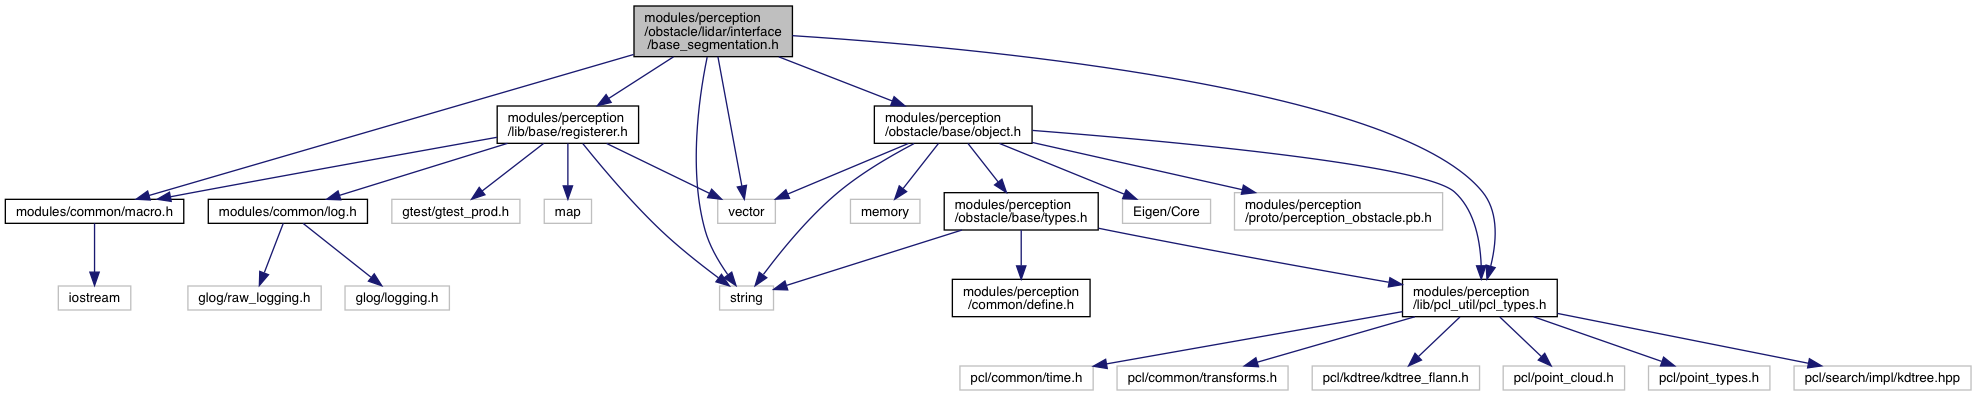 modules/perception
/obstacle/lidar/interface
/base_segmentation.h
modules/perception
/lib/base/registerer.h
modules/perception
/obstacle/base/object.h
modules/common/macro.h
modules/common/log.h
gtest/gtest_prod.h
map
vector
memory
modules/perception
/obstacle/base/types.h
Eigen/Core
modules/perception
/proto/perception_obstacle.pb.h
iostream
glog/raw_logging.h
glog/logging.h
string
modules/perception
/common/define.h
modules/perception
/lib/pcl_util/pcl_types.h
pcl/common/time.h
pcl/common/transforms.h
pcl/kdtree/kdtree_flann.h
pcl/point_cloud.h
pcl/point_types.h
pcl/search/impl/kdtree.hpp